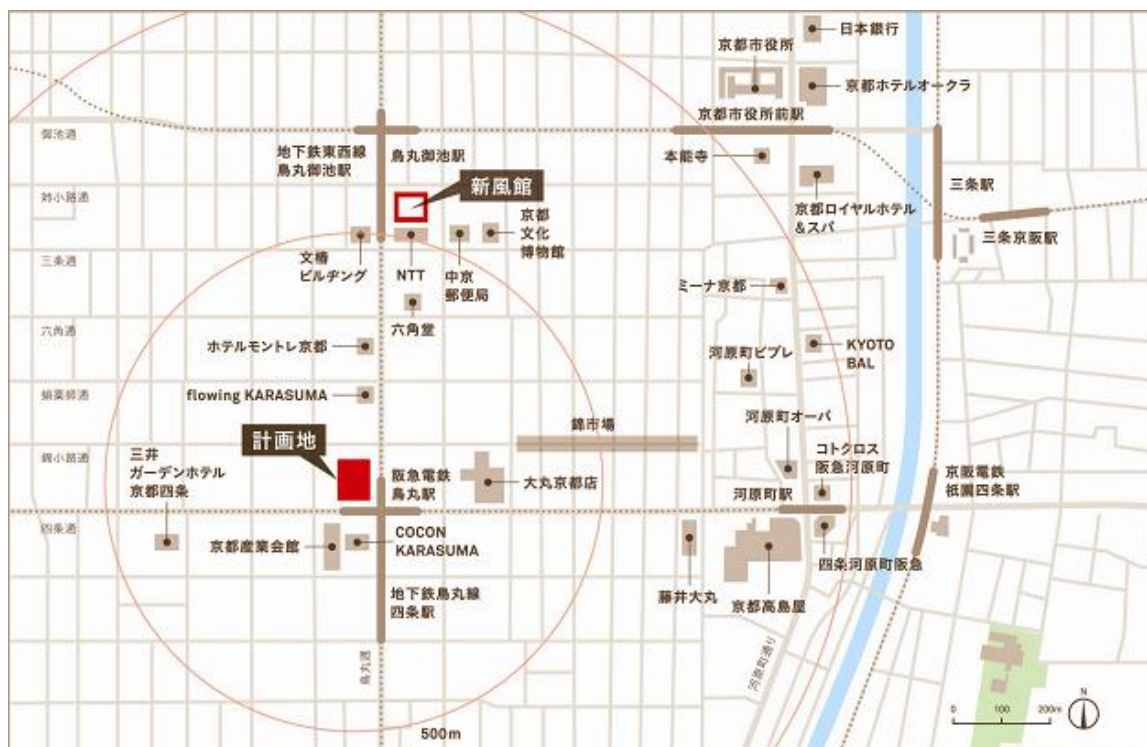 日本銀行
京都市役所
京都ホテルオークラ
京都市役所前駅
御池通
地下鉄東西線
烏丸御池駅
烏丸御池駅
本能寺
三条駅
新風館
姉小路通
京都
文化
博物館
京都ロイヤルホテル
&スパ
三条京阪駅
三条通
文椿
ビルヂング
NTT
中京
郵便局
ミーナ京都
六角堂
六角通
ホテルモントレ京都
河原町ビブレ
KYOTO
BAL
蛸薬師通
flowing KARASUMA
河原町オーパ
錦市場
計画地
錦小路通
三井
ガーデンホテル
京都四条
阪急電鉄
烏丸駅
大丸京都店
コトクロス
阪急河原町
河原町駅
京阪電鉄
祇園四条駅
四条通
京都産業会館
COCON
KARASUMA
四条河原町阪急
地下鉄烏丸線
四条駅
藤井大丸
京都高島屋
烏丸通
河原町通り
500m
0 100 200m
N